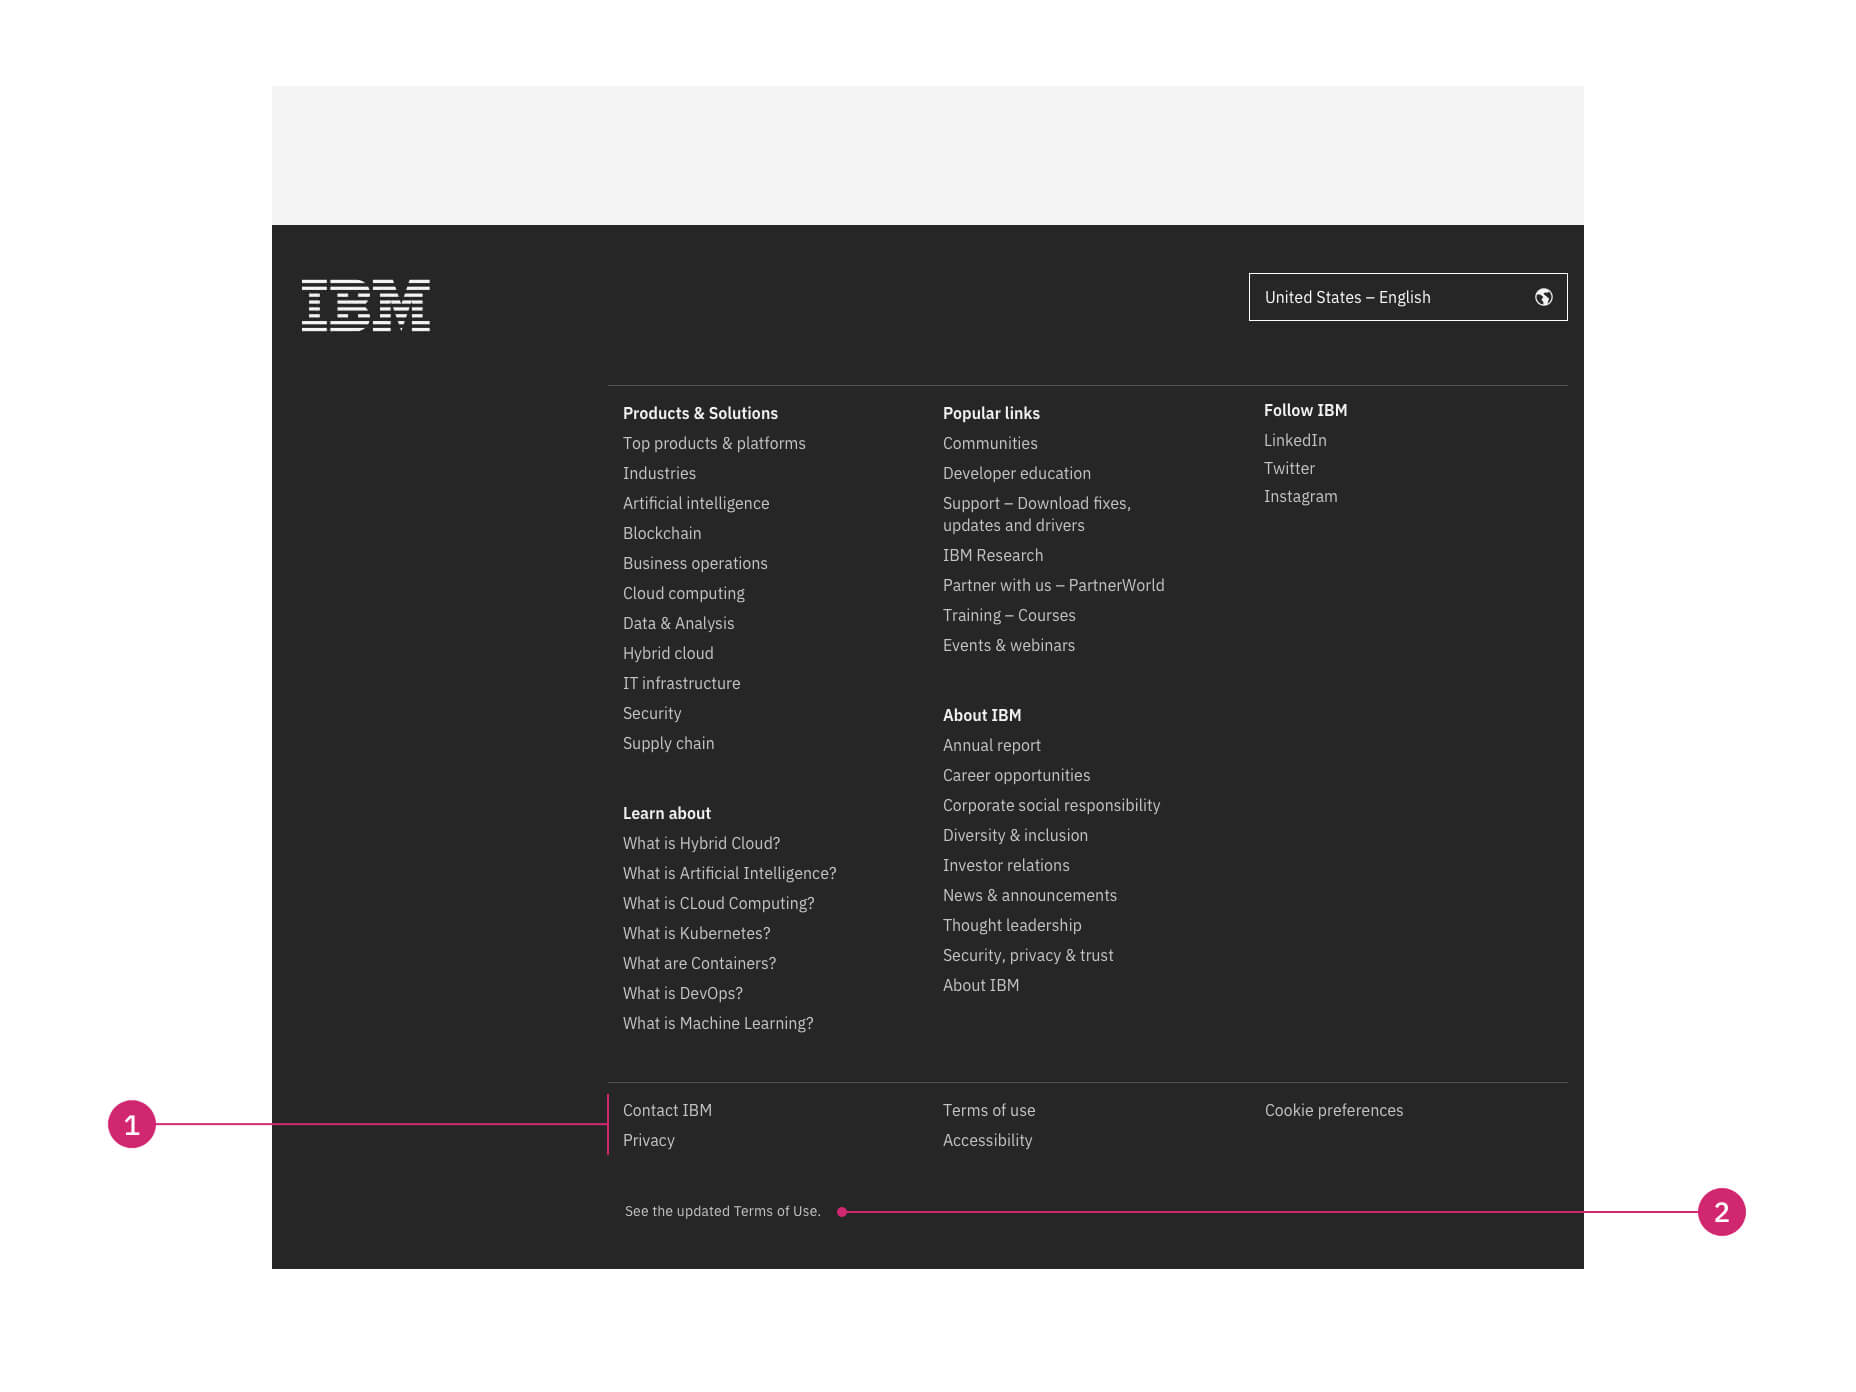 IBM
United States – English
Products & Solutions
Top products & platforms
Industries
Artificial intelligence
Blockchain
Business operations
Cloud computing
Data & Analysis
Hybrid cloud
IT infrastructure
Security
Supply chain
Learn about
What is Hybrid Cloud?
What is Artificial Intelligence?
What is CLoud Computing?
What is Kubernetes?
What are Containers?
What is DevOps?
What is Machine Learning?
Popular links
Communities
Developer education
Support – Download fixes,
updates and drivers
IBM Research
Partner with us – PartnerWorld
Training – Courses
Events & webinars
About IBM
Annual report
Career opportunities
Corporate social responsibility
Diversity & inclusion
Investor relations
News & announcements
Thought leadership
Security, privacy & trust
About IBM
Follow IBM
LinkedIn
Twitter
Instagram
1
Contact IBM
Privacy
Terms of use
Accessibility
Cookie preferences
See the updated Terms of Use.
2